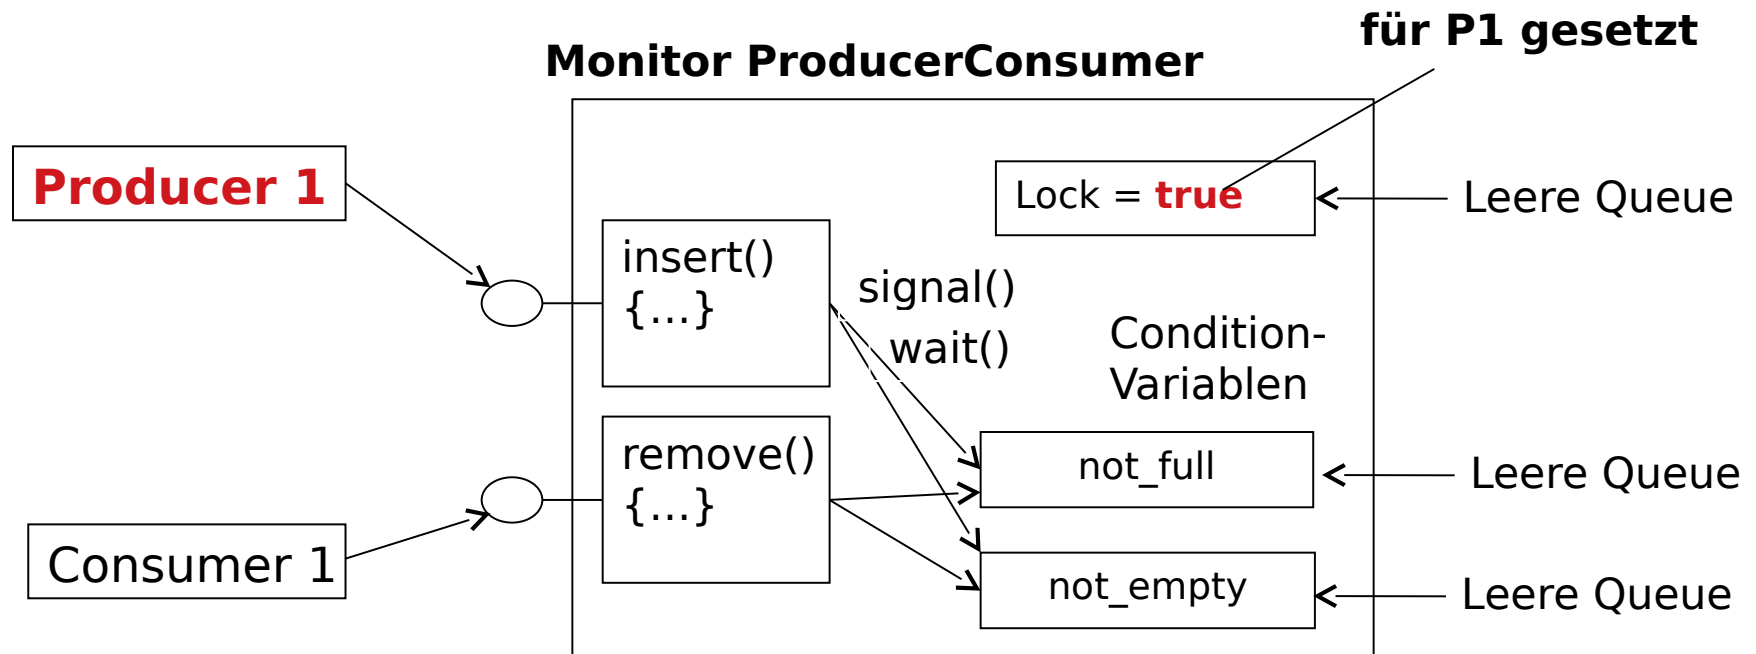 für P1 gesetzt
Monitor ProducerConsumer
Producer 1
Lock = true
Leere Queue
insert()
{...}
signal()
wait()
Condition-
Variablen
remove()
{...}
not_full
Leere Queue
Consumer 1
not_empty
Leere Queue